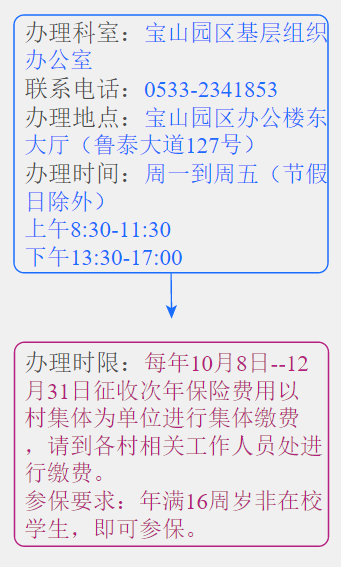 办理科室：宝山园区基层组织
办公室
联系电话：0533-2341853
办理地点：宝山园区办公楼东
大厅（鲁泰大道127号）
办理时间：周一到周五（节假
日除外）
上午8:30-11:30
下午13:30-17:00
办理时限：每年10月8日--12
月31日征收次年保险费用以
村集体为单位进行集体缴费
，请到各村相关工作人员处进
行缴费。
参保要求：年满16周岁非在校
学生，即可参保。